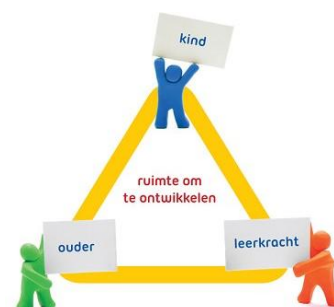 kind
ruimte om
te ontwikkelen
ouder
leerkracht